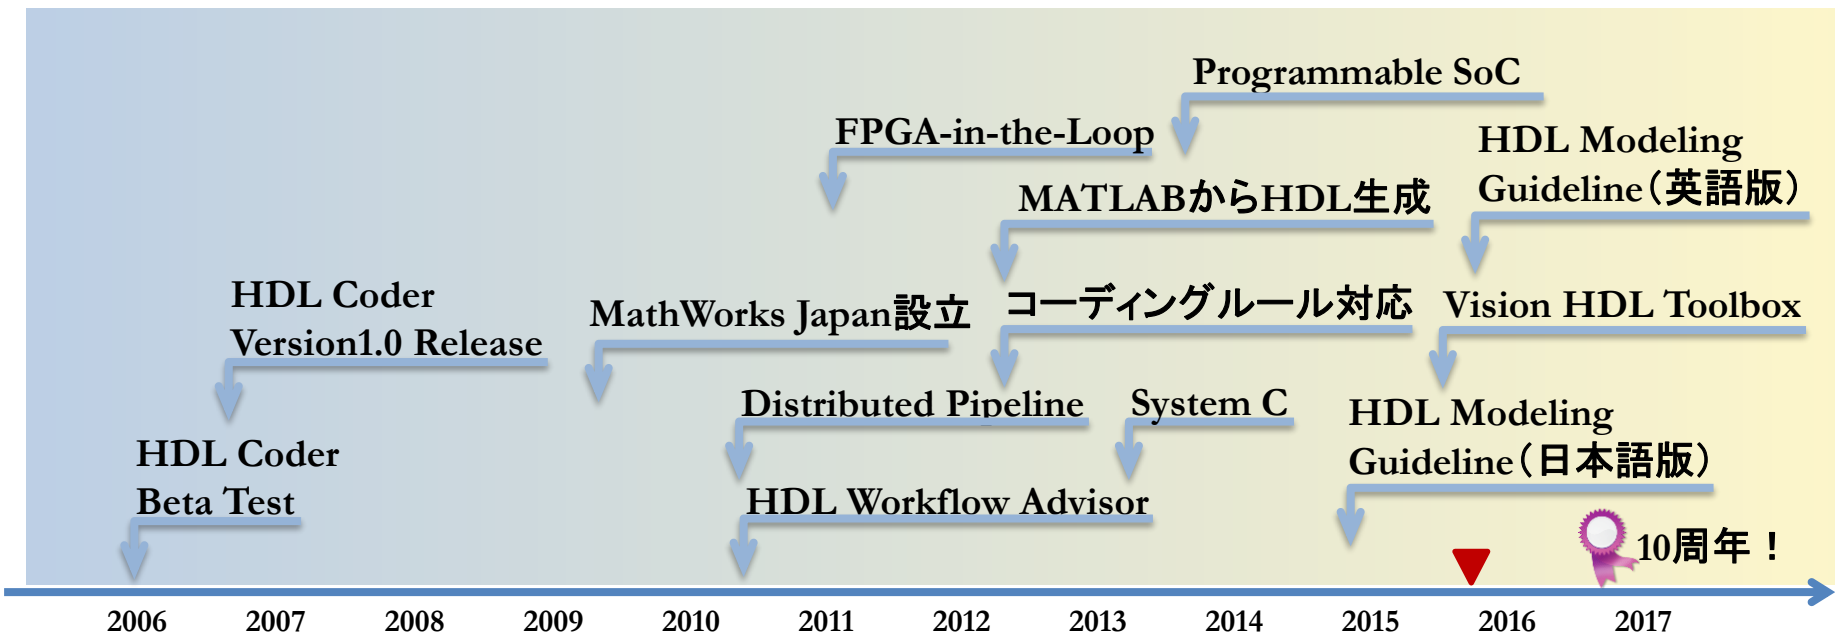 Programmable SoC
FPGA-in-the-Loop
HDL Modeling
Guideline（英語版）
MATLABからHDL生成
HDL Coder
Version1.0 Release
MathWorks Japan設立
コーディングルール対応
Vision HDL Toolbox
Distributed Pipeline
System C
HDL Modeling
Guideline（日本語版）
HDL Coder
Beta Test
HDL Workflow Advisor
10周年！
2006 2007 2008 2009 2010 2011 2012 2013 2014 2015 2016 2017